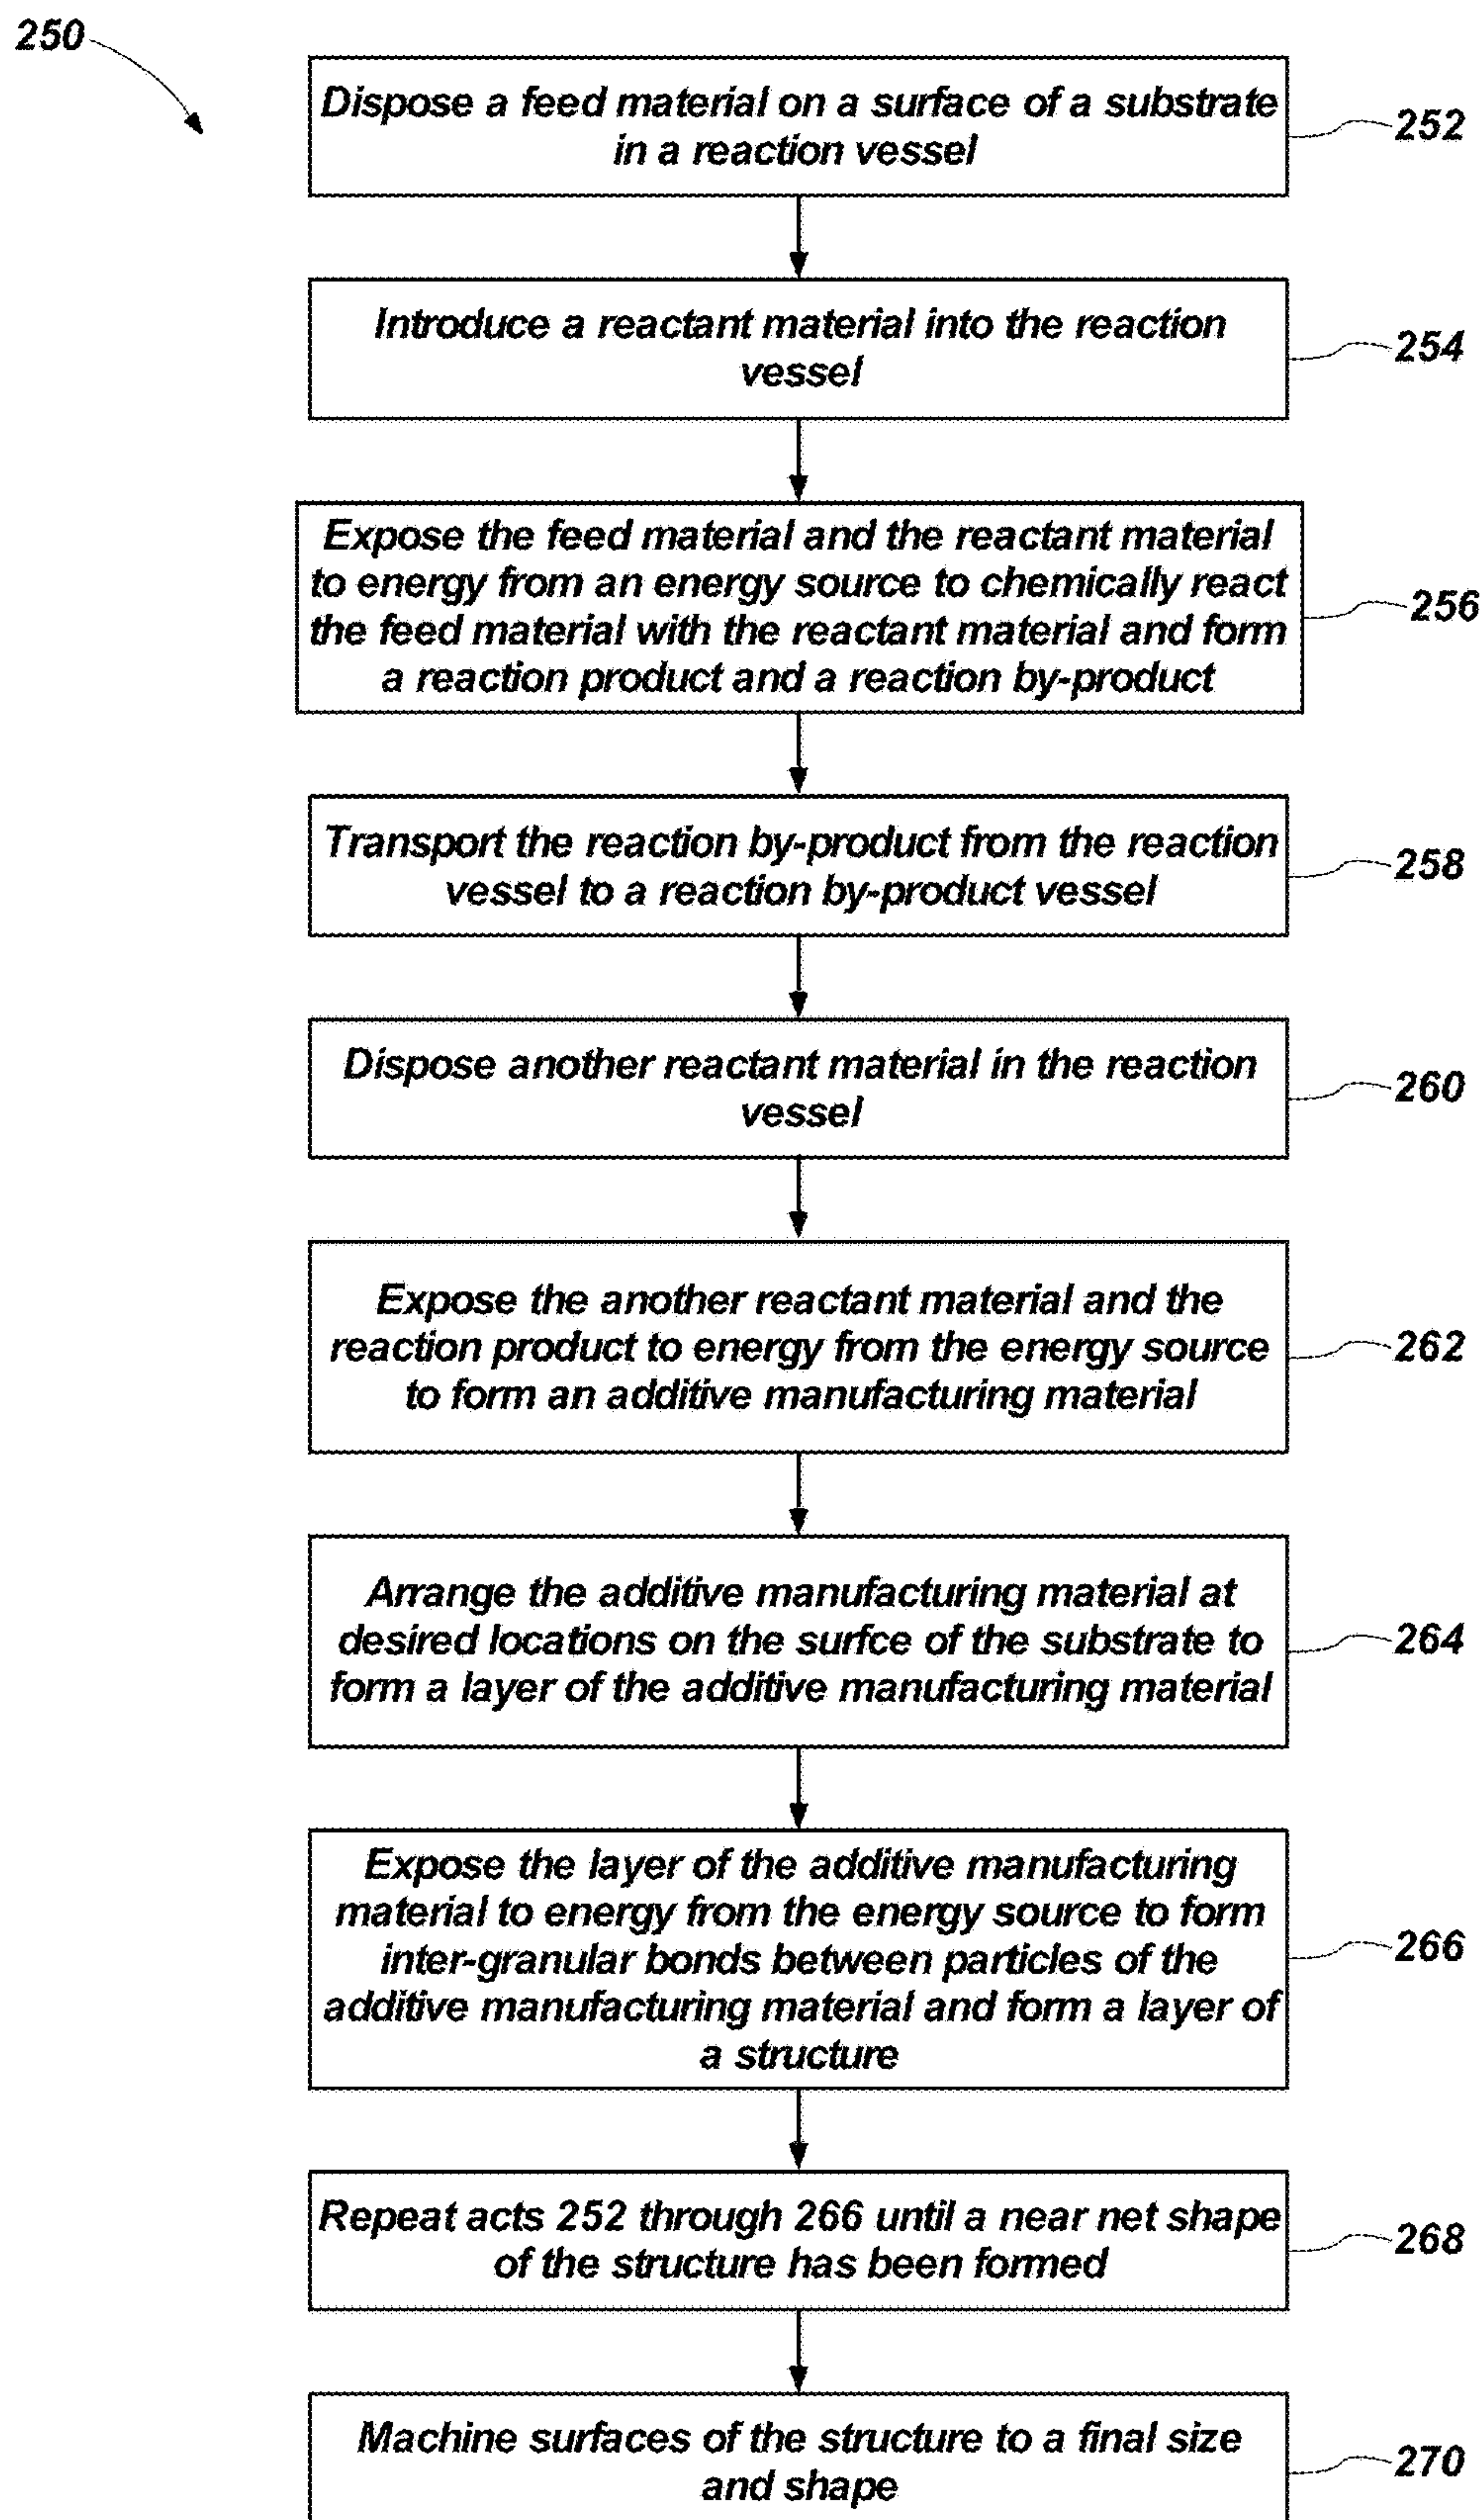 250
Dispose a feed material on a surface of a substrate
in a reaction vessel
252
Introduce a reactant material into the reaction
vessel
254
Expose the feed material and the reactant material
to energy from an energy source to chemically react
the feed material with the reactant material and form
a reaction product and a reaction by-product
256
Transport the reaction by-product from the reaction
vessel to a reaction by-product vessel
258
Dispose another reactant material in the reaction
vessel
260
Expose the another reactant material and the
reaction product to energy from the energy source
to form an additive manufacturing material
262
Arrange the additive manufacturing material at
desired locations on the surfce of the substrate to
form a layer of the additive manufacturing material
264
Expose the layer of the additive manufacturing
material to energy from the energy source to form
inter-granular bonds between particles of the
additive manufacturing material and form a layer of
a structure
266
Repeat acts 252 through 266 until a near net shape
of the structure has been formed
268
Machine surfaces of the structure to a final size
and shape
270